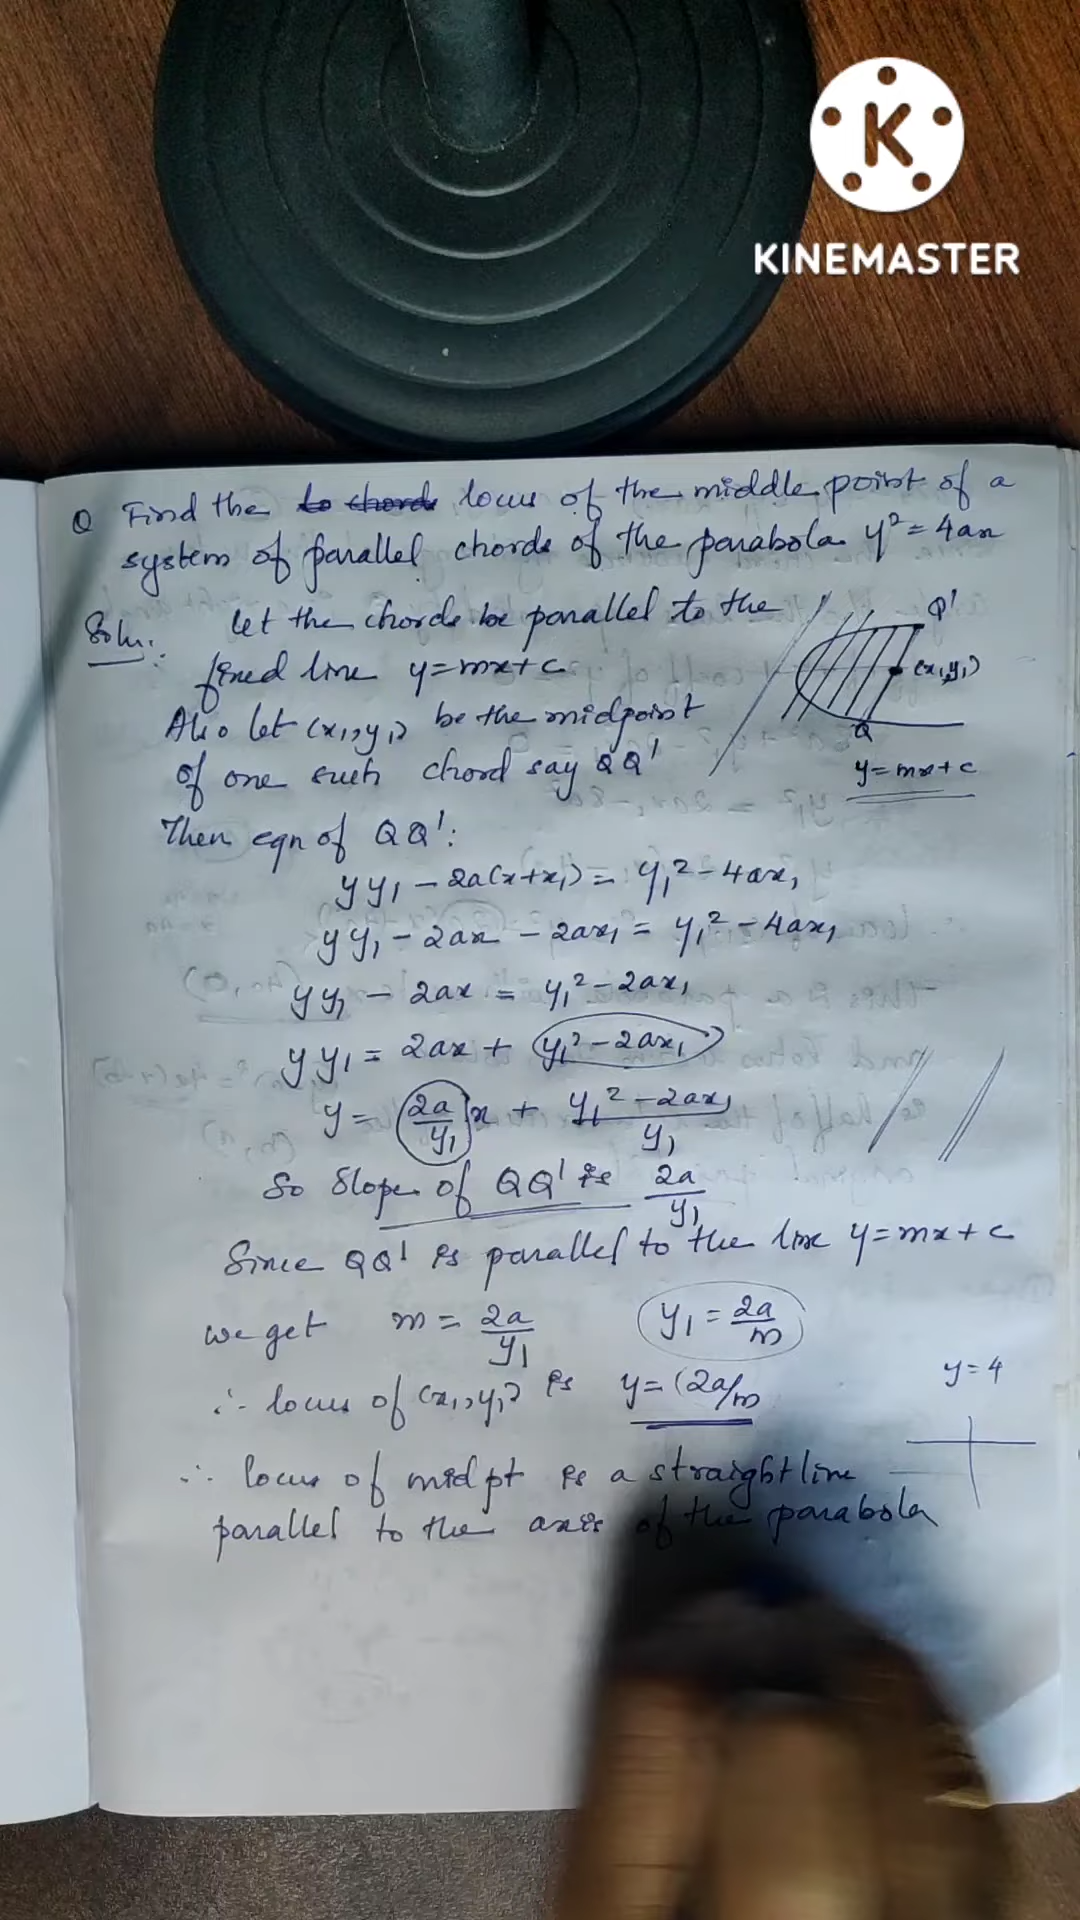 K
KINEMASTER
Q Find the to chords locus of the middle point of a
system of parallel chords of the parabola y² = 4ax
Soln: Let the chords be parallel to the
fixed line y=mx+c
Also let (x₁,y₁) be the midpoint
of one such chord say QQ'
Q'
(x₁,y₁)
Q
y=mx+c
Then eqn of QQ':
yy₁ - 2a(x+x₁) = y₁² - 4ax₁
yy₁ - 2ax - 2ax₁ = y₁² - 4ax₁
yy₁ - 2ax = y₁² - 2ax₁
yy₁ = 2ax + y₁² - 2ax₁
y = 2a/y₁ x + y₁² - 2ax₁/y₁
So Slope of QQ' is 2a/y₁
Since QQ' is parallel to the line y=mx+c
we get m = 2a/y₁ y₁ = 2a/m
∴ locus of (x₁,y₁) is y=(2a/m
y=4
∴ locus of midpt is a straight line
parallel to the axis of the parabola